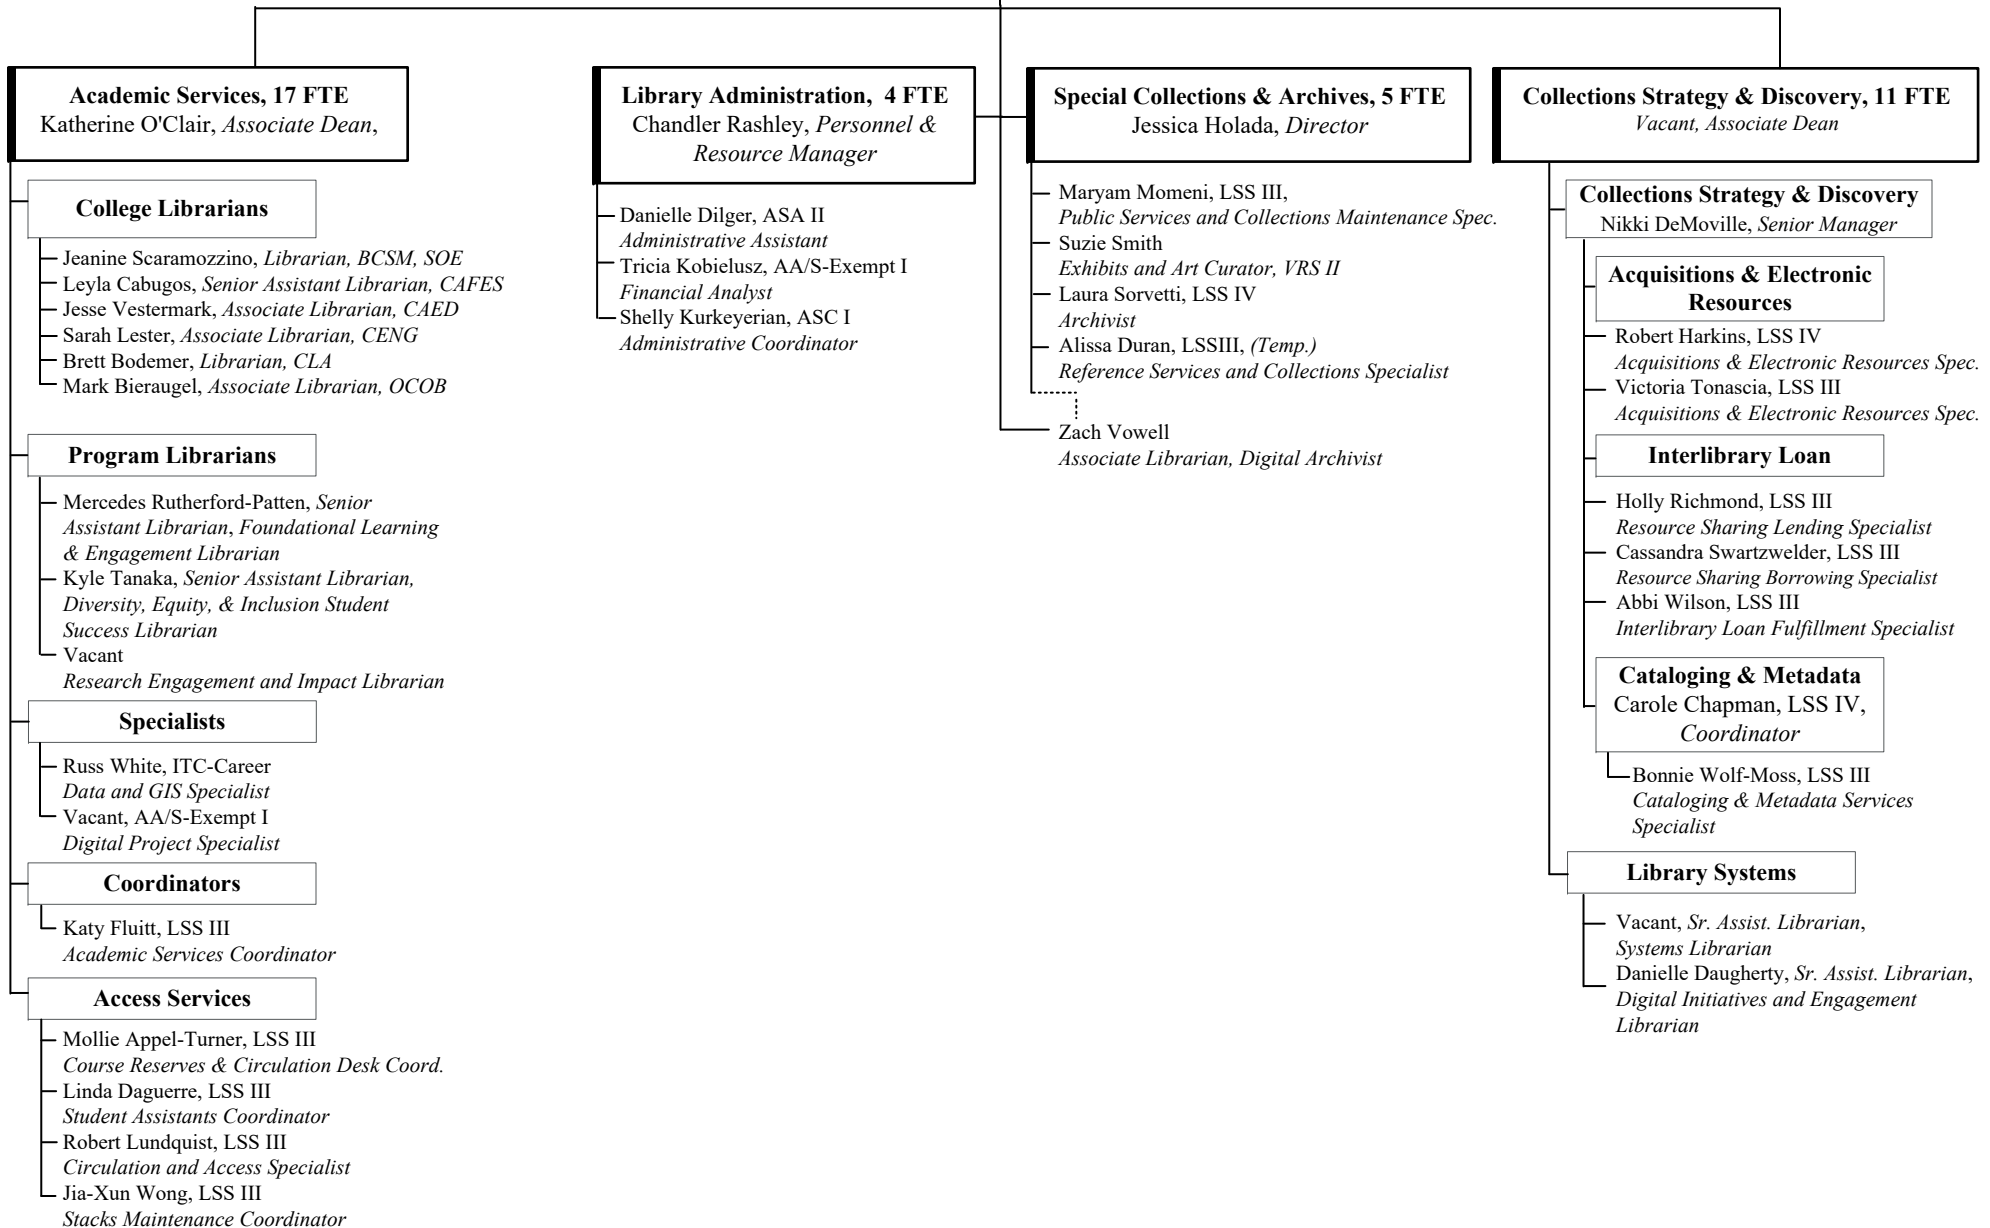 Academic Services, 17 FTE
Katherine O'Clair, Associate Dean,
College Librarians
Jeanine Scaramozzino, Librarian, BCSM, SOE
Leyla Cabugos, Senior Assistant Librarian, CAFES
Jesse Vestermark, Associate Librarian, CAED
Sarah Lester, Associate Librarian, CENG
Brett Bodemer, Librarian, CLA
Mark Bieraugel, Associate Librarian, OCOB
Program Librarians
Mercedes Rutherford-Patten, Senior
Assistant Librarian, Foundational Learning
& Engagement Librarian
Kyle Tanaka, Senior Assistant Librarian,
Diversity, Equity, & Inclusion Student
Success Librarian
Vacant
Research Engagement and Impact Librarian
Specialists
Russ White, ITC-Career
Data and GIS Specialist
Vacant, AA/S-Exempt I
Digital Project Specialist
Coordinators
Katy Fluitt, LSS III
Academic Services Coordinator
Access Services
Mollie Appel-Turner, LSS III
Course Reserves & Circulation Desk Coord.
Linda Daguerre, LSS III
Student Assistants Coordinator
Robert Lundquist, LSS III
Circulation and Access Specialist
Jia-Xun Wong, LSS III
Stacks Maintenance Coordinator
Library Administration, 4 FTE
Chandler Rashley, Personnel &
Resource Manager
Danielle Dilger, ASA II
Administrative Assistant
Tricia Kobielusz, AA/S-Exempt I
Financial Analyst
Shelly Kurkeyerian, ASC I
Administrative Coordinator
Special Collections & Archives, 5 FTE
Jessica Holada, Director
Maryam Momeni, LSS III,
Public Services and Collections Maintenance Spec.
Suzie Smith
Exhibits and Art Curator, VRS II
Laura Sorvetti, LSS IV
Archivist
Alissa Duran, LSSIII, (Temp.)
Reference Services and Collections Specialist
Zach Vowell
Associate Librarian, Digital Archivist
Collections Strategy & Discovery, 11 FTE
Vacant, Associate Dean
Collections Strategy & Discovery
Nikki DeMoville, Senior Manager
Acquisitions & Electronic
Resources
Robert Harkins, LSS IV
Acquisitions & Electronic Resources Spec.
Victoria Tonascia, LSS III
Acquisitions & Electronic Resources Spec.
Interlibrary Loan
Holly Richmond, LSS III
Resource Sharing Lending Specialist
Cassandra Swartzwelder, LSS III
Resource Sharing Borrowing Specialist
Abbi Wilson, LSS III
Interlibrary Loan Fulfillment Specialist
Cataloging & Metadata
Carole Chapman, LSS IV,
Coordinator
Bonnie Wolf-Moss, LSS III
Cataloging & Metadata Services
Specialist
Library Systems
Vacant, Sr. Assist. Librarian,
Systems Librarian
Danielle Daugherty, Sr. Assist. Librarian,
Digital Initiatives and Engagement
Librarian